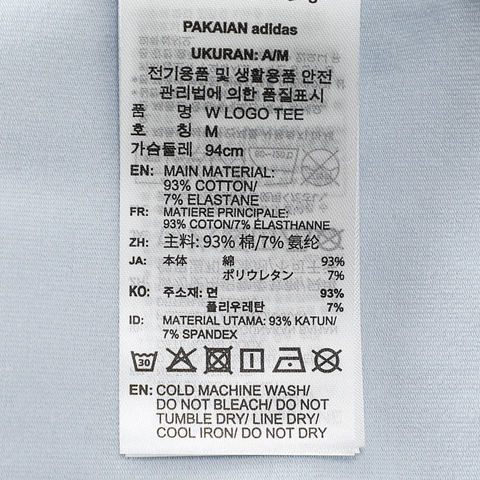 PAKAIAN adidas
UKURAN: A/M
전기용품 및 생활용품 안전
관리법에 의한 품질표시
품 명 W LOGO TEE
호 칭 M
가슴둘레 94cm
EN: MAIN MATERIAL:
93% COTTON/
7% ELASTANE
FR: MATIERE PRINCIPALE:
93% COTON/7% ÉLASTHANNE
ZH: 主料: 93% 棉/7% 氨纶
JA: 本体 綿 93%
ポリウレタン 7%
KO: 주소재: 면 93%
폴리우레탄 7%
ID: MATERIAL UTAMA: 93% KATUN/
7% SPANDEX
30
EN: COLD MACHINE WASH/
DO NOT BLEACH/ DO NOT
TUMBLE DRY/ LINE DRY/
COOL IRON/ DO NOT DRY